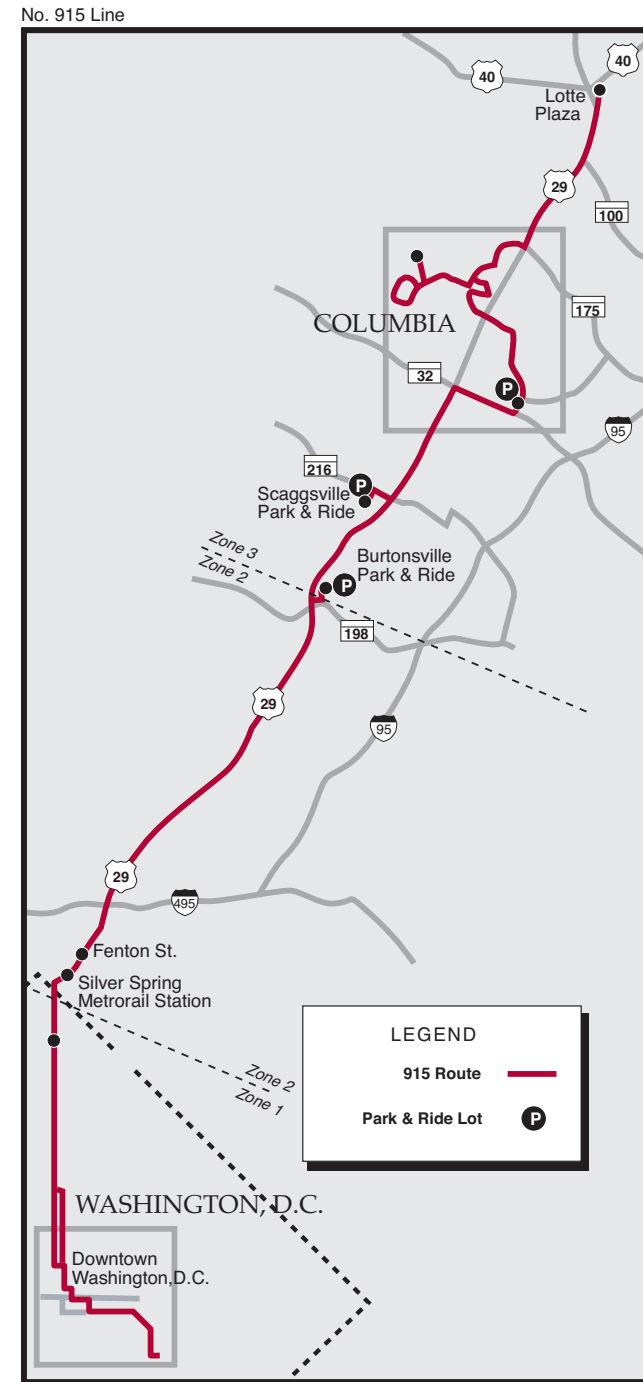 No. 915 Line
40
40
Lotte
Plaza
29
100
175
COLUMBIA
32
P
95
216
P
Scaggsville
Park & Ride
Zone 3
Zone 2
Burtonsville
Park & Ride
P
198
29
95
29
495
Fenton St.
Silver Spring
Metrorail Station
LEGEND
915 Route
Park & Ride Lot
P
Zone 2
Zone 1
WASHINGTON, D.C.
Downtown
Washington,D.C.